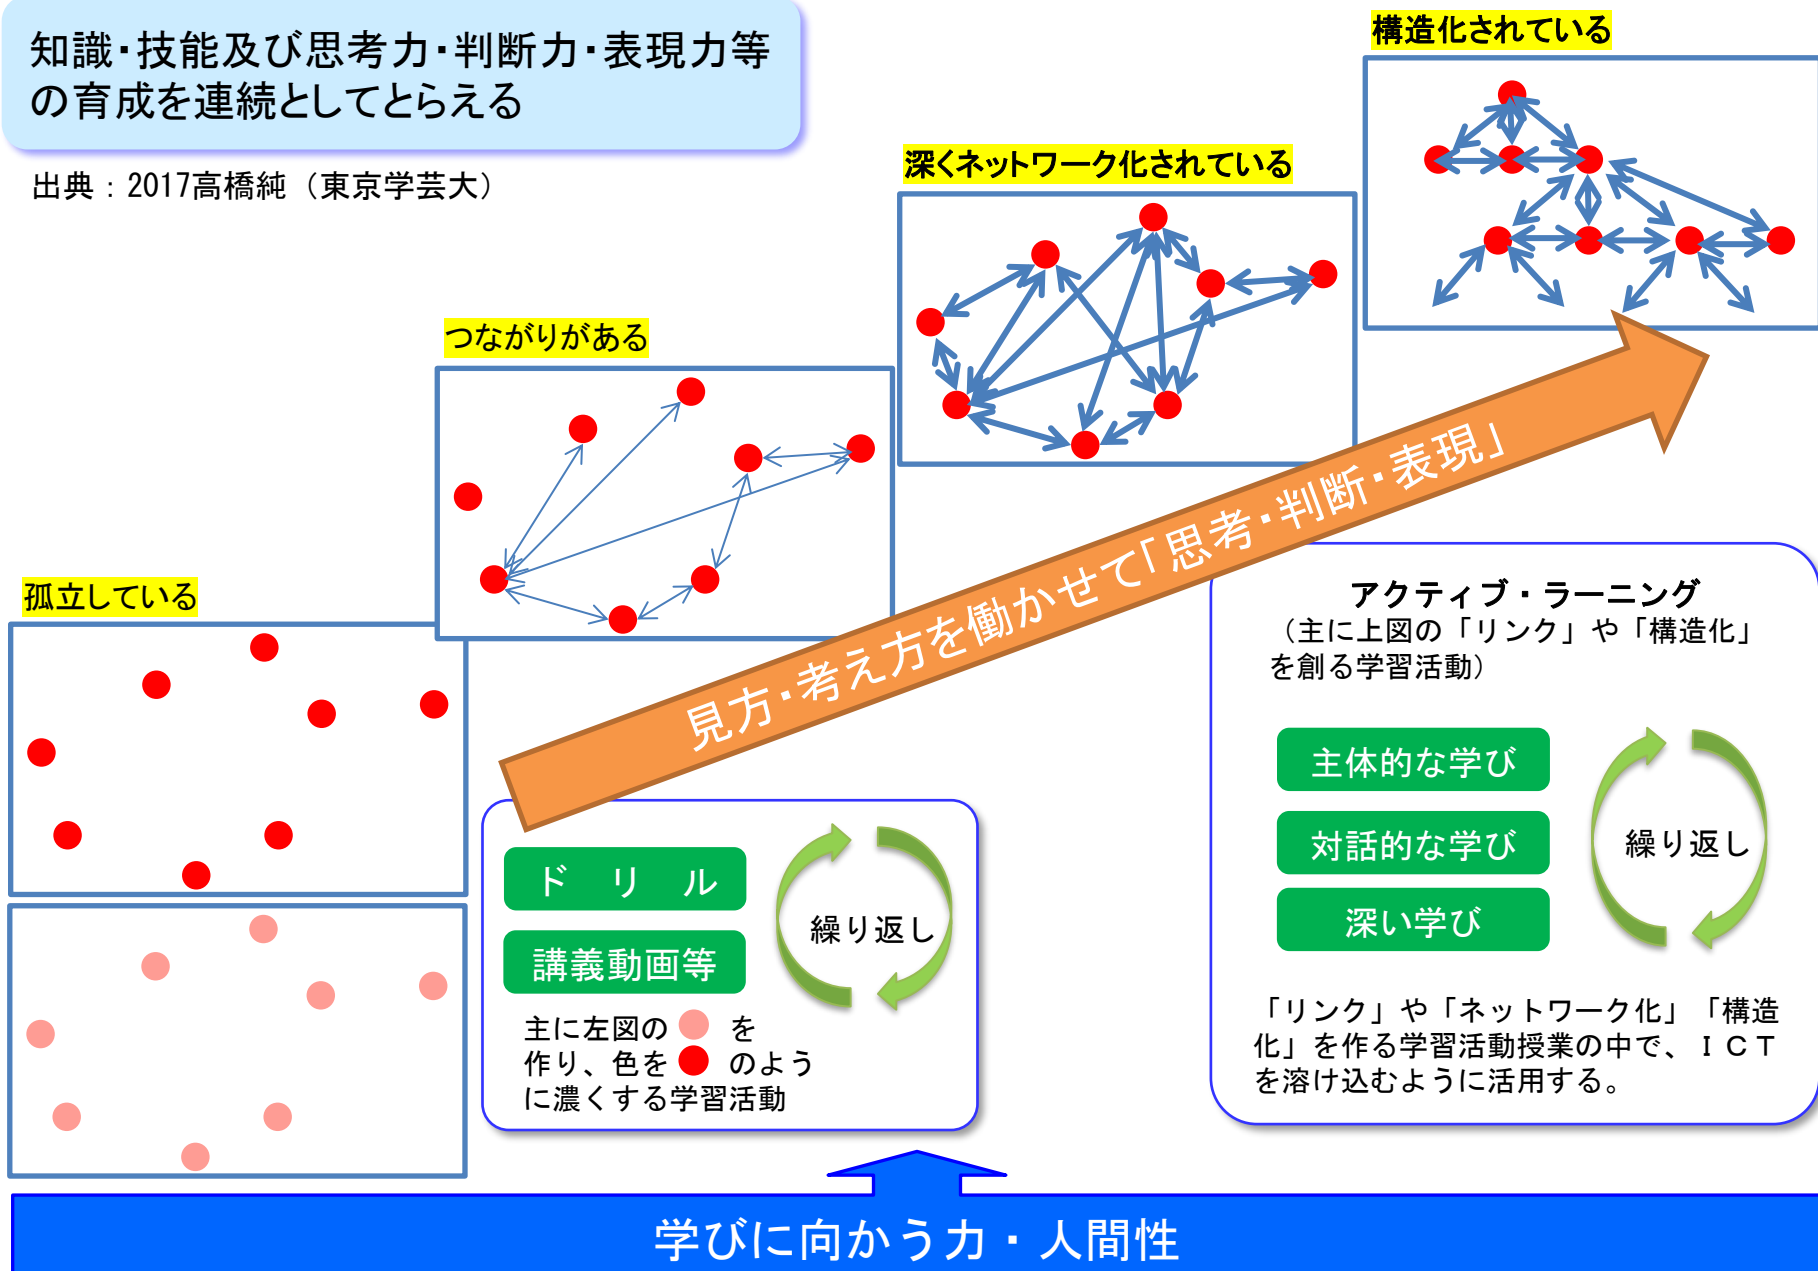 知識・技能及び思考力・判断力・表現力等
の育成を連続としてとらえる
出典：2017高橋純（東京学芸大）
構造化されている
深くネットワーク化されている
つながりがある
孤立している
見方・考え方を働かせて「思考・判断・表現」
ドリル
講義動画等
繰り返し
主に左図の を
作り、色を のよう
に濃くする学習活動
アクティブ・ラーニング
（主に上図の「リンク」や「構造化」
を創る学習活動）
主体的な学び
対話的な学び
深い学び
繰り返し
「リンク」や「ネットワーク化」「構造
化」を作る学習活動授業の中で、ＩＣＴ
を溶け込むように活用する。
学びに向かう力・人間性